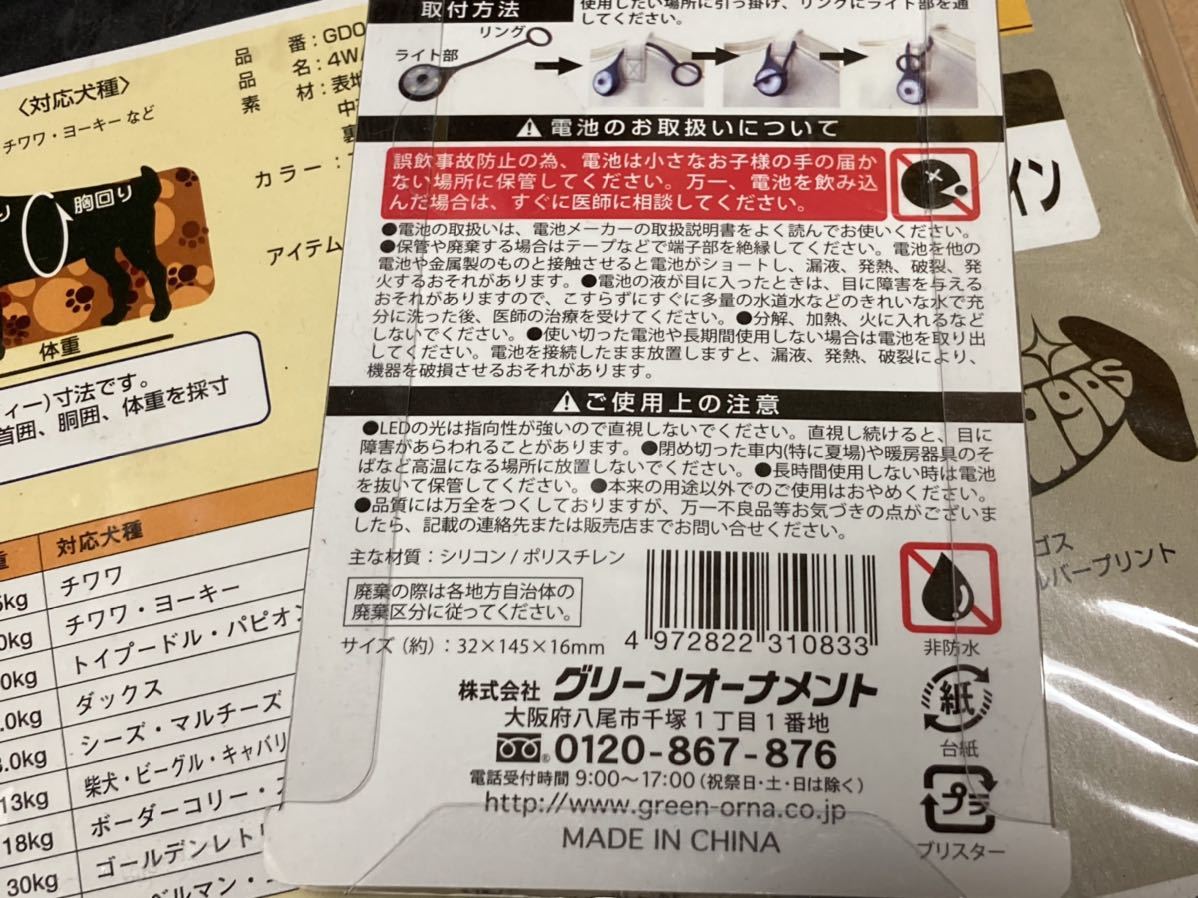 取付方法
使用したい場所に引っ掛け、リングにライト部を通
してください。
リング
ライト部
電池のお取扱いについて
誤飲事故防止の為、電池は小さなお子様の手の届か
ない場所に保管してください。万一、電池を飲み込
んだ場合は、すぐに医師に相談してください。
●電池の取扱いは、電池メーカーの取扱説明書をよく読んでお使いください。
●保管や廃棄する場合はテープなどで端子部を絶縁してください。電池を他の
電池や金属製のものと接触させると電池がショートし、漏液、発熱、破裂、発
火するおそれがあります。●電池の液が目に入ったときは、目に障害を与える
おそれがありますので、こすらずにすぐに多量の水道水などのきれいな水で充
分に洗った後、医師の治療を受けてください。●分解、加熱、火に入れるなど
しないでください。●使い切った電池や長期間使用しない場合は電池を取り出
してください。電池を接続したまま放置しますと、漏液、発熱、破裂により、
機器を破損させるおそれがあります。
ご使用上の注意
●LEDの光は指向性が強いので直視しないでください。直視し続けると、目に
障害があらわれることがあります。●閉め切った車内(特に夏場)や暖房器具のそ
ばなど高温になる場所に放置しないでください。●長時間使用しない時は電池
を抜いて保管してください。●本来の用途以外でのご使用はおやめください。
●品質には万全をつくしておりますが、万一不良品等お気づきの点がございま
したら、記載の連絡先または販売店までお問い合せください。
主な材質：シリコン / ポリスチレン
廃棄の際は各地方自治体の
廃棄区分に従ってください。
サイズ（約）：32×145×16mm
4 972822 310833
非防水
株式会社 グリーンオーナメント
大阪府八尾市千塚１丁目１番地
0120-867-876
電話受付時間 9:00～17:00（祝祭日・土・日は除く）
http://www.green-orna.co.jp
MADE IN CHINA
紙
台紙
プラ
ブリスター
〈対応犬種〉
チワワ・ヨーキー など
胸回り
体重
ィー)寸法です。
首囲、胴囲、体重を採寸
品 番：GDO
品 名：4W
素 材：表地
カラー：
アイテム
対応犬種
チワワ
0kg チワワ・ヨーキー
0kg トイプードル・パピオン
.0kg ダックス
.0kg シーズ・マルチーズ
13kg 柴犬・ビーグル・キャバリ
18kg ボーダーコリー・
30kg ゴールデンレトリ
ベルマン・
イン
ゴス
ルバープリント